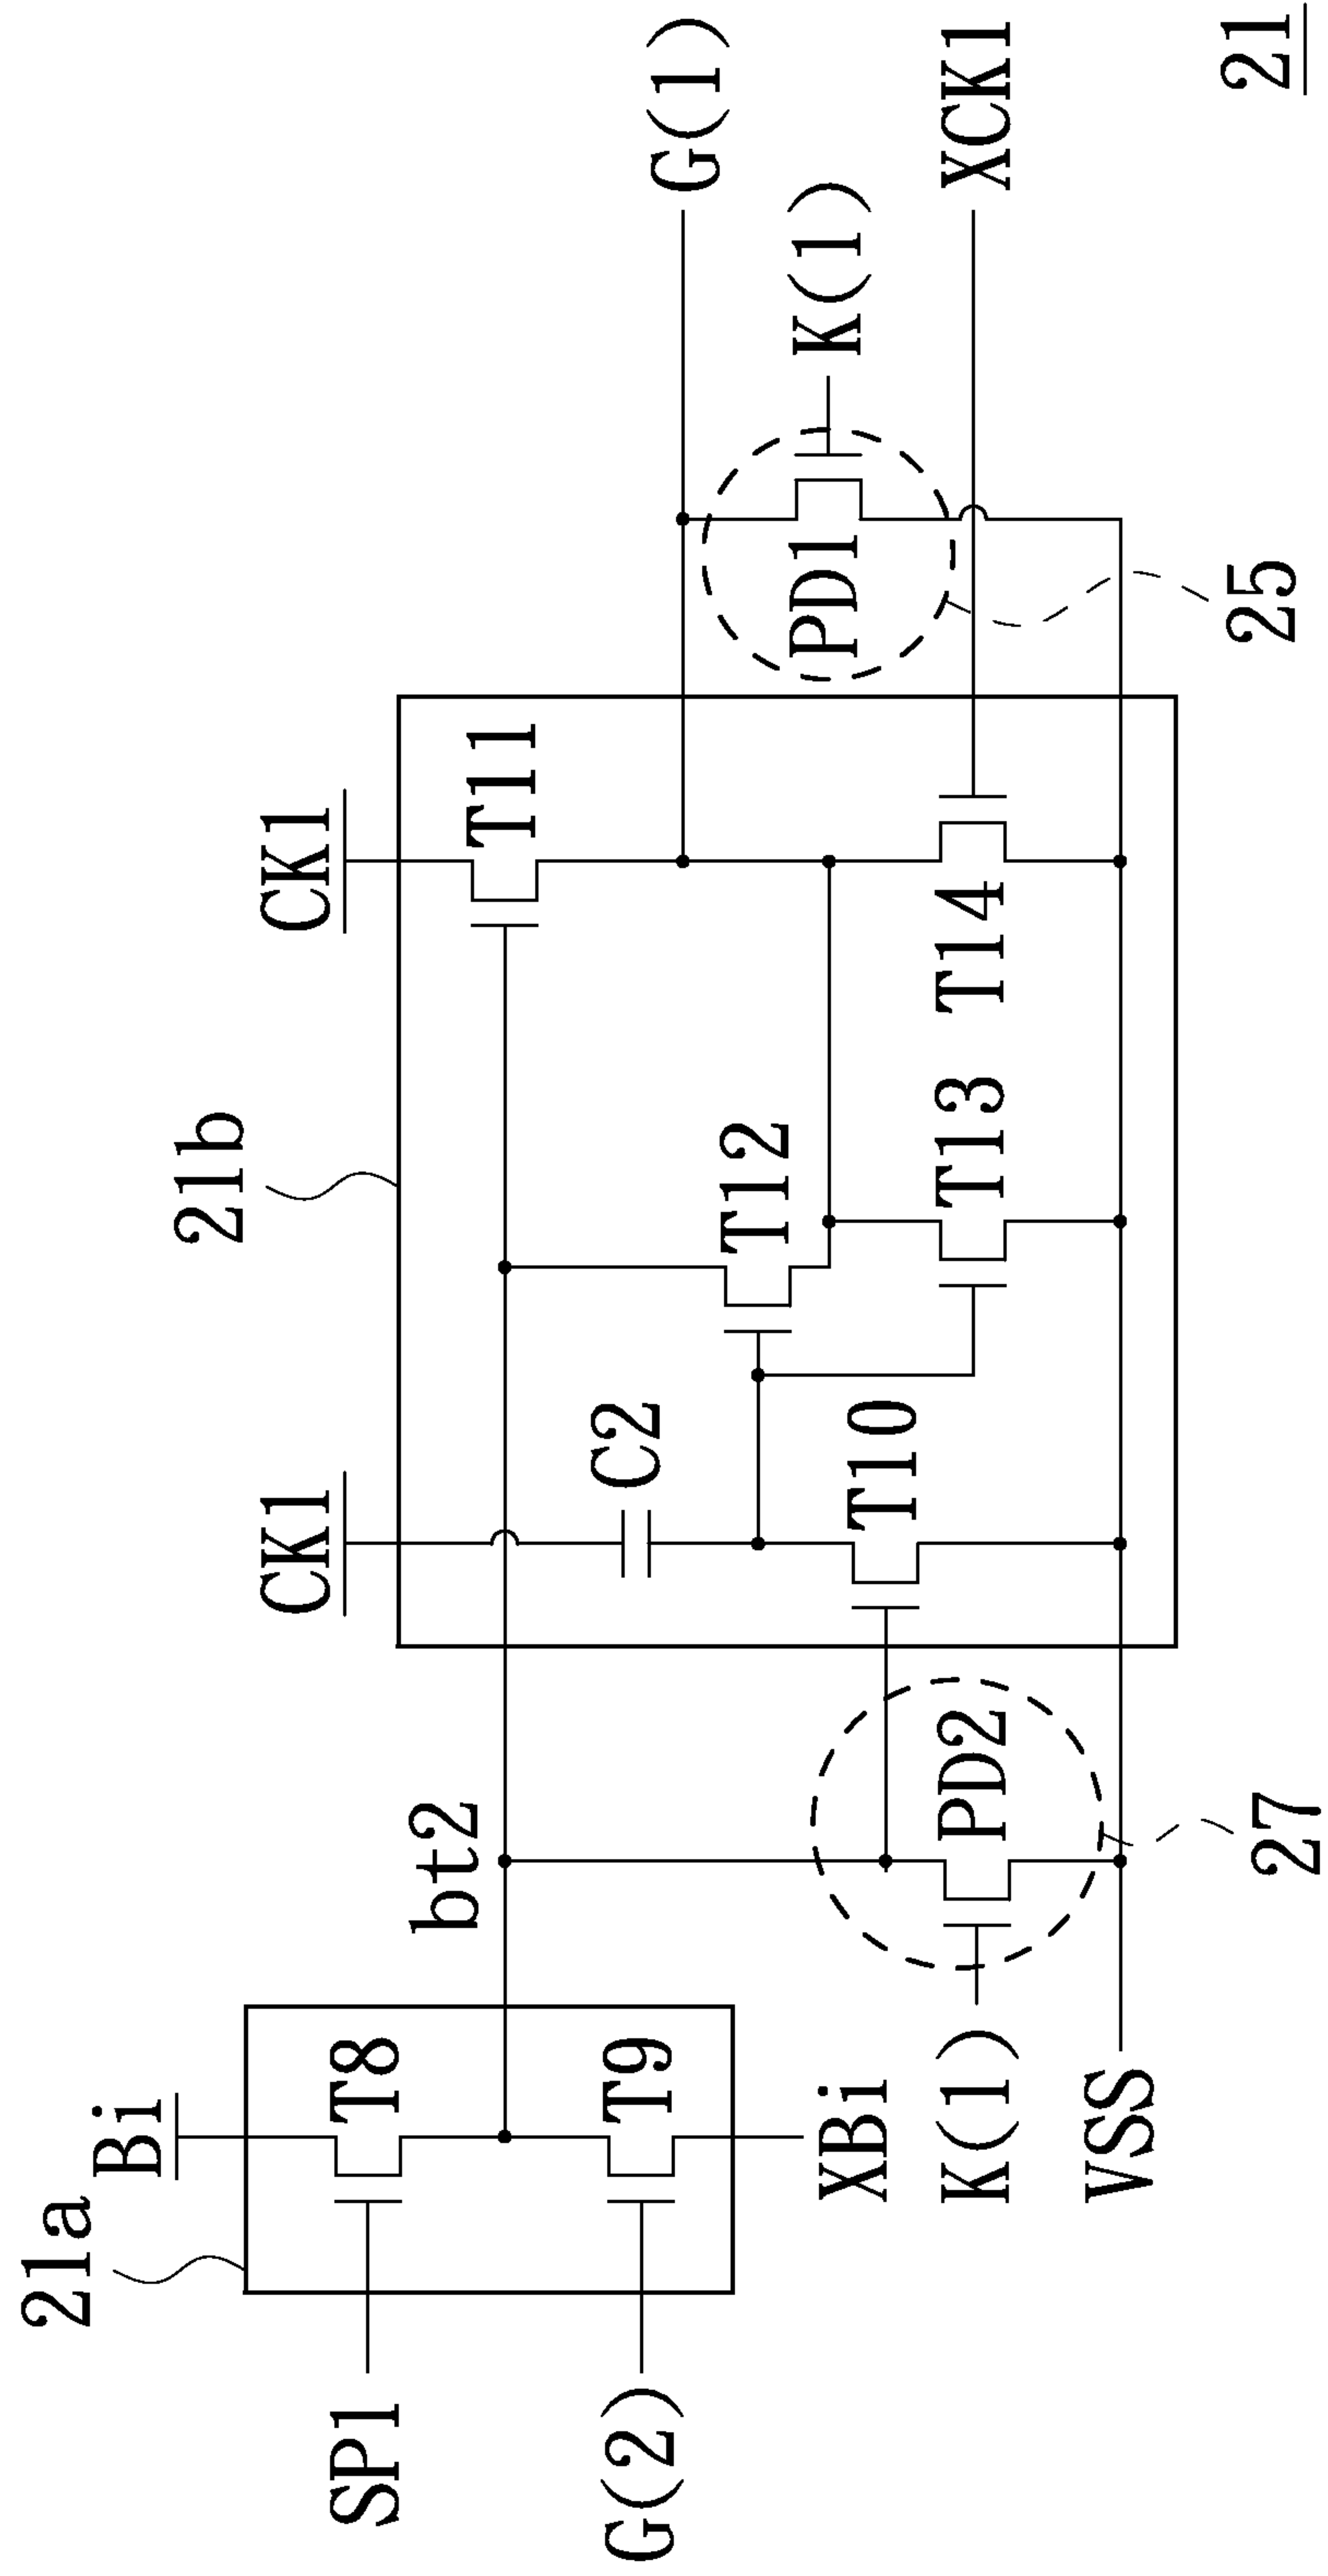 21a
Bi
SP1
T8
G(2)
T9
XBi
bt2
K(1)
PD2
27
VSS
21b
CK1
C2
T10
T12
T13
CK1
T11
T14
PD1
25
G(1)
K(1)
XCK1
21